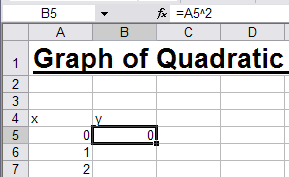 B5 fx =A5^2
A B C D
1 Graph of Quadratic
2
3
4 x y
5 0 0
6 1
7 2